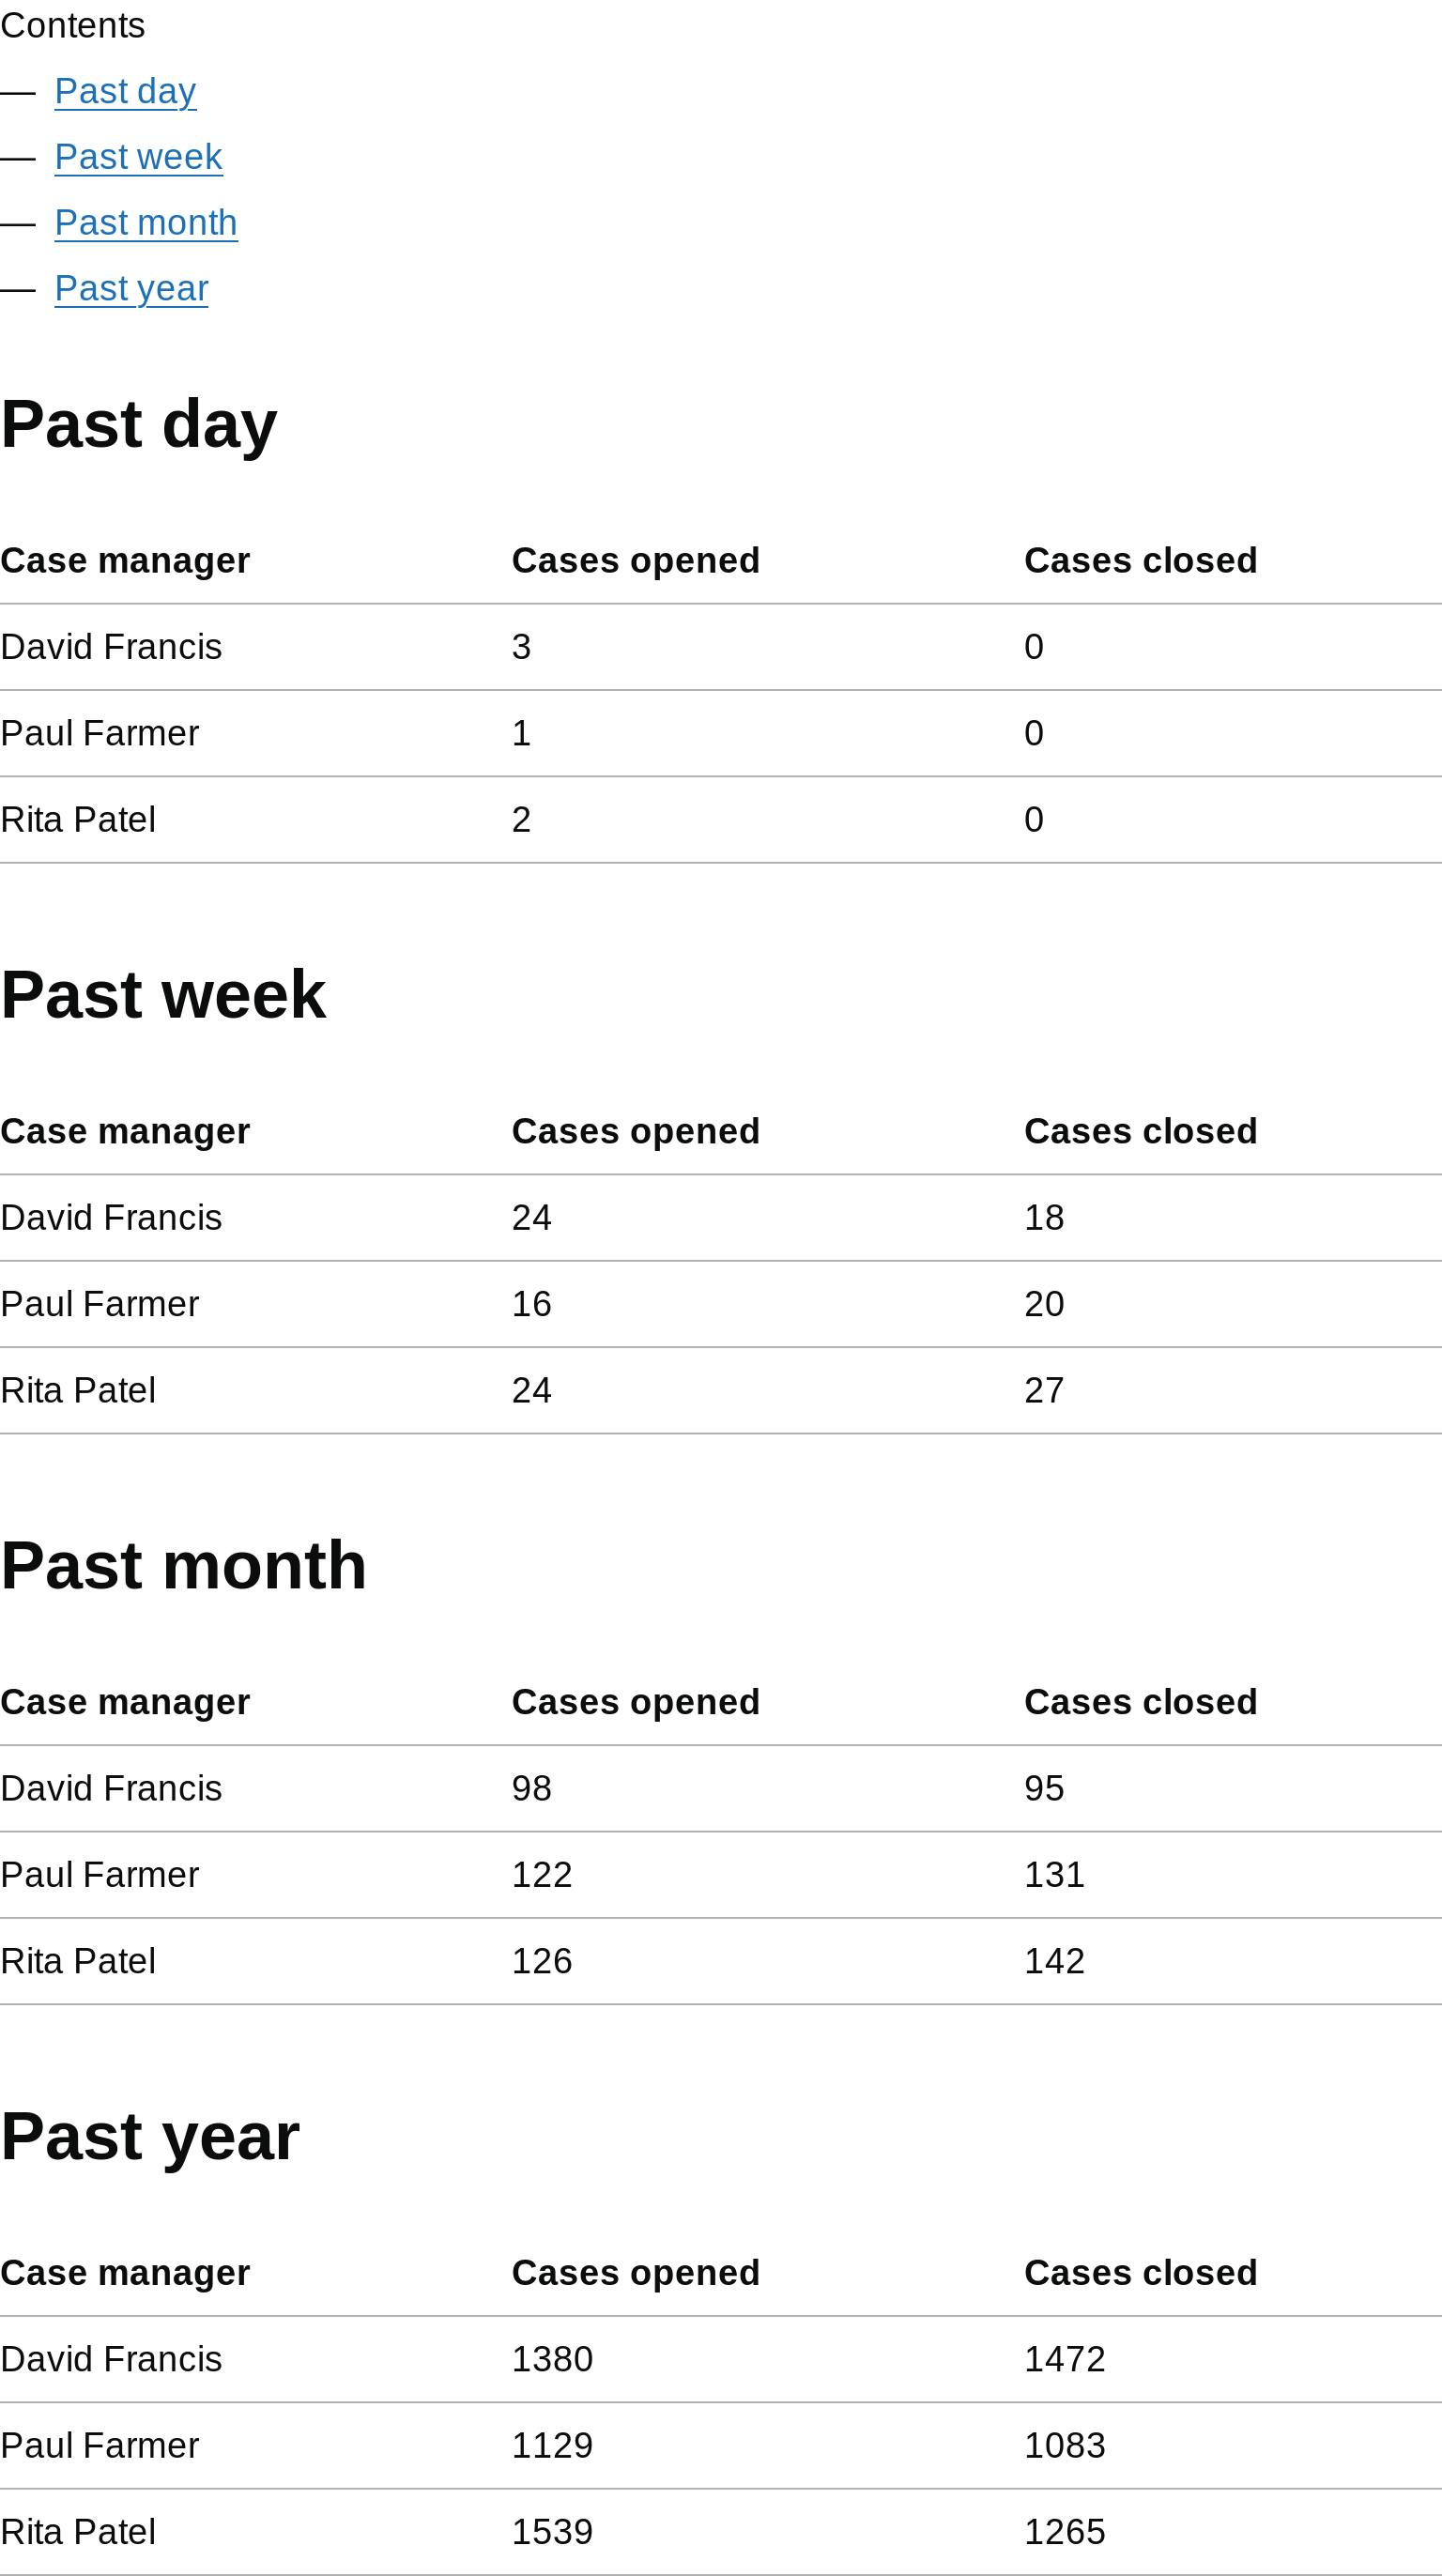 Contents
— Past day
— Past week
— Past month
— Past year
Past day
Case manager Cases opened Cases closed
David Francis 3 0
Paul Farmer 1 0
Rita Patel 2 0
Past week
Case manager Cases opened Cases closed
David Francis 24 18
Paul Farmer 16 20
Rita Patel 24 27
Past month
Case manager Cases opened Cases closed
David Francis 98 95
Paul Farmer 122 131
Rita Patel 126 142
Past year
Case manager Cases opened Cases closed
David Francis 1380 1472
Paul Farmer 1129 1083
Rita Patel 1539 1265